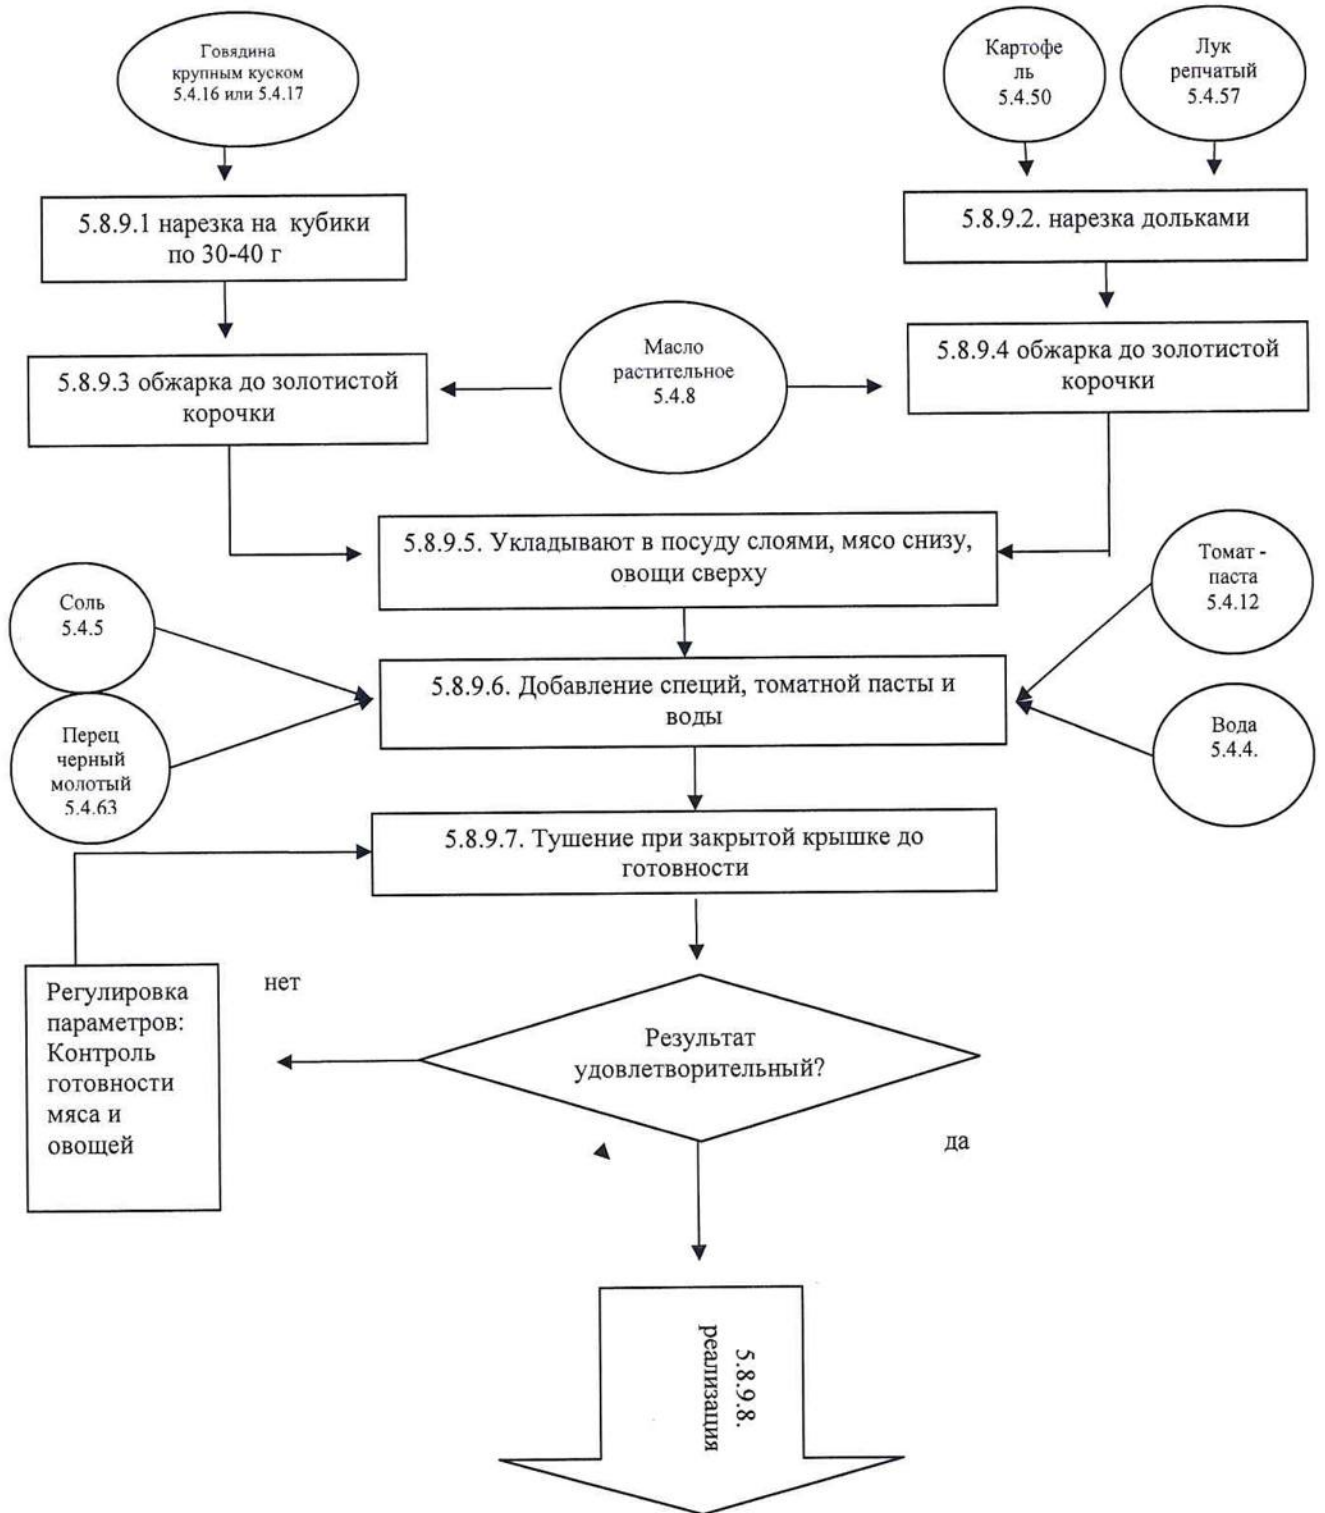 Говядина
крупным куском
5.4.16 или 5.4.17
Картофе
ль
5.4.50
Лук
репчатый
5.4.57
5.8.9.1 нарезка на кубики
по 30-40 г
5.8.9.2. нарезка дольками
Масло
растительное
5.4.8
5.8.9.3 обжарка до золотистой
корочки
5.8.9.4 обжарка до золотистой
корочки
5.8.9.5. Укладывают в посуду слоями, мясо снизу,
овощи сверху
Томат -
паста
5.4.12
Соль
5.4.5
5.8.9.6. Добавление специй, томатной пасты и
воды
Перец
черный
молотый
5.4.63
Вода
5.4.4.
5.8.9.7. Тушение при закрытой крышке до
готовности
нет
Регулировка
параметров:
Контроль
готовности
мяса и
овощей
Результат
удовлетворительный?
да
5.8.9.8.
реализация